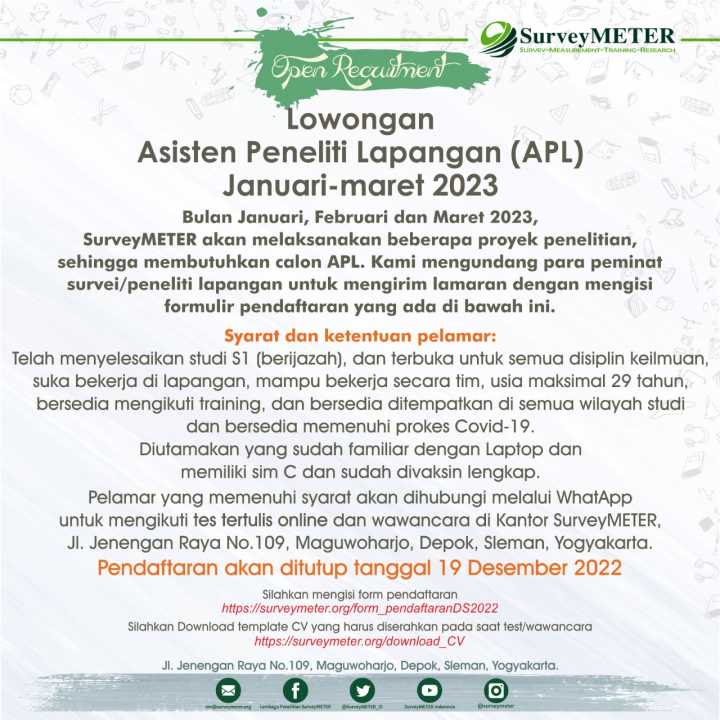 SurveyMETER
SURVEY-MEASUREMENT-TRAINING-RESEARCH
Open Recruitment
Lowongan
Asisten Peneliti Lapangan (APL)
Januari-maret 2023
Bulan Januari, Februari dan Maret 2023,
SurveyMETER akan melaksanakan beberapa proyek penelitian,
sehingga membutuhkan calon APL. Kami mengundang para peminat
survei/peneliti lapangan untuk mengirim lamaran dengan mengisi
formulir pendaftaran yang ada di bawah ini.
Syarat dan ketentuan pelamar:
Telah menyelesaikan studi S1 (berijazah), dan terbuka untuk semua disiplin keilmuan,
suka bekerja di lapangan, mampu bekerja secara tim, usia maksimal 29 tahun,
bersedia mengikuti training, dan bersedia ditempatkan di semua wilayah studi
dan bersedia memenuhi prokes Covid-19.
Diutamakan yang sudah familiar dengan Laptop dan
memiliki sim C dan sudah divaksin lengkap.
Pelamar yang memenuhi syarat akan dihubungi melalui WhatApp
untuk mengikuti tes tertulis online dan wawancara di Kantor SurveyMETER,
Jl. Jenengan Raya No.109, Maguwoharjo, Depok, Sleman, Yogyakarta.
Pendaftaran akan ditutup tanggal 19 Desember 2022
Silahkan mengisi form pendaftaran
https://surveymeter.org/form_pendaftaranDS2022
Silahkan Download template CV yang harus diserahkan pada saat test/wawancara
https://surveymeter.org/download_CV
Jl. Jenengan Raya No.109, Maguwoharjo, Depok, Sleman, Yogyakarta.
sm@surveymeter.org Lembaga Penelitian SurveyMETER @SurveyMETER_ID SurveyMETER Indonesia @surveymeter